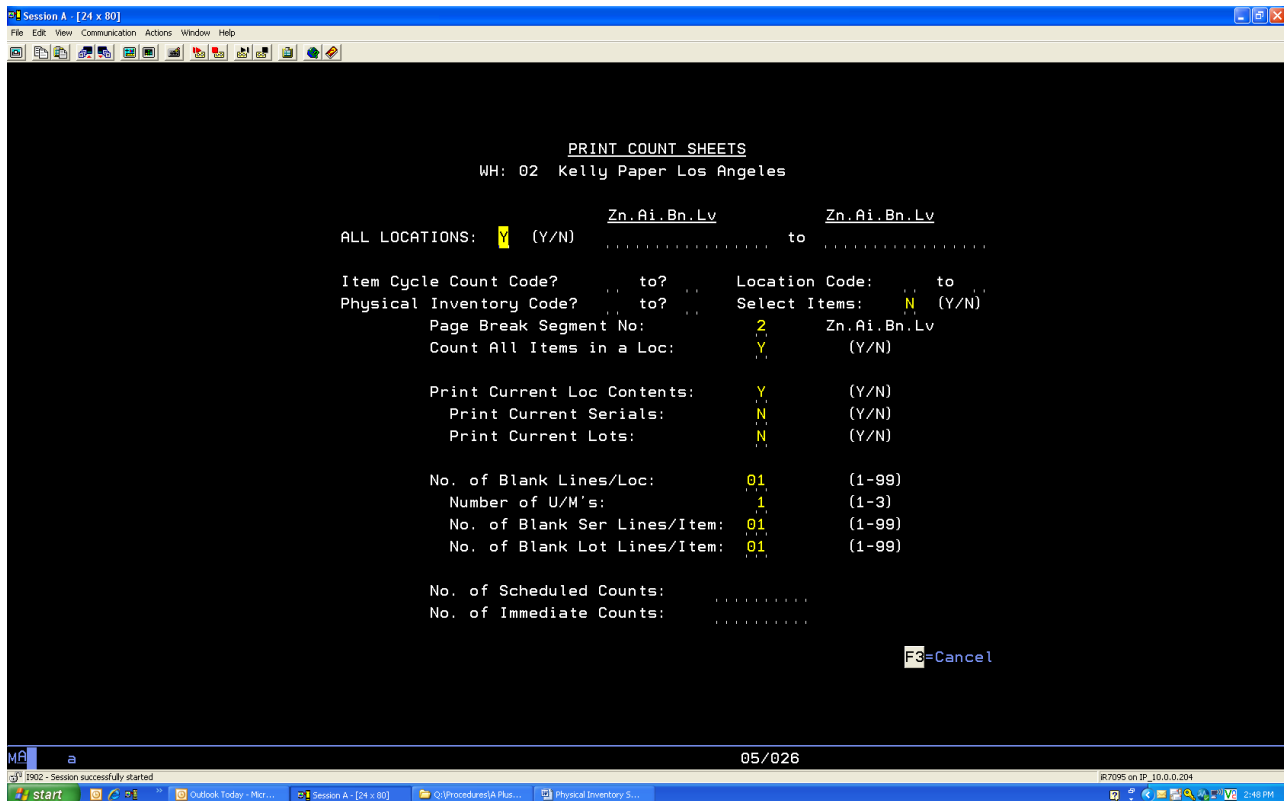 Session A - [24 x 80]
File Edit View Communication Actions Window Help
PRINT COUNT SHEETS
WH: 02 Kelly Paper Los Angeles
Zn.Ai.Bn.Lv Zn.Ai.Bn.Lv
ALL LOCATIONS: Y (Y/N) to
Item Cycle Count Code? to? Location Code: to
Physical Inventory Code? to? Select Items: N (Y/N)
Page Break Segment No: 2 Zn.Ai.Bn.Lv
Count All Items in a Loc: Y (Y/N)
Print Current Loc Contents: Y (Y/N)
Print Current Serials: N (Y/N)
Print Current Lots: N (Y/N)
No. of Blank Lines/Loc: 01 (1-99)
Number of U/M's: 1 (1-3)
No. of Blank Ser Lines/Item: 01 (1-99)
No. of Blank Lot Lines/Item: 01 (1-99)
No. of Scheduled Counts:
No. of Immediate Counts:
F3=Cancel
MA a 05/026
I902 - Session successfully started iR7095 on IP_10.0.0.204
start Outlook Today - Micr... Session A - [24 x 80] Q:\Procedures\A Plus... Physical Inventory S... 2:48 PM